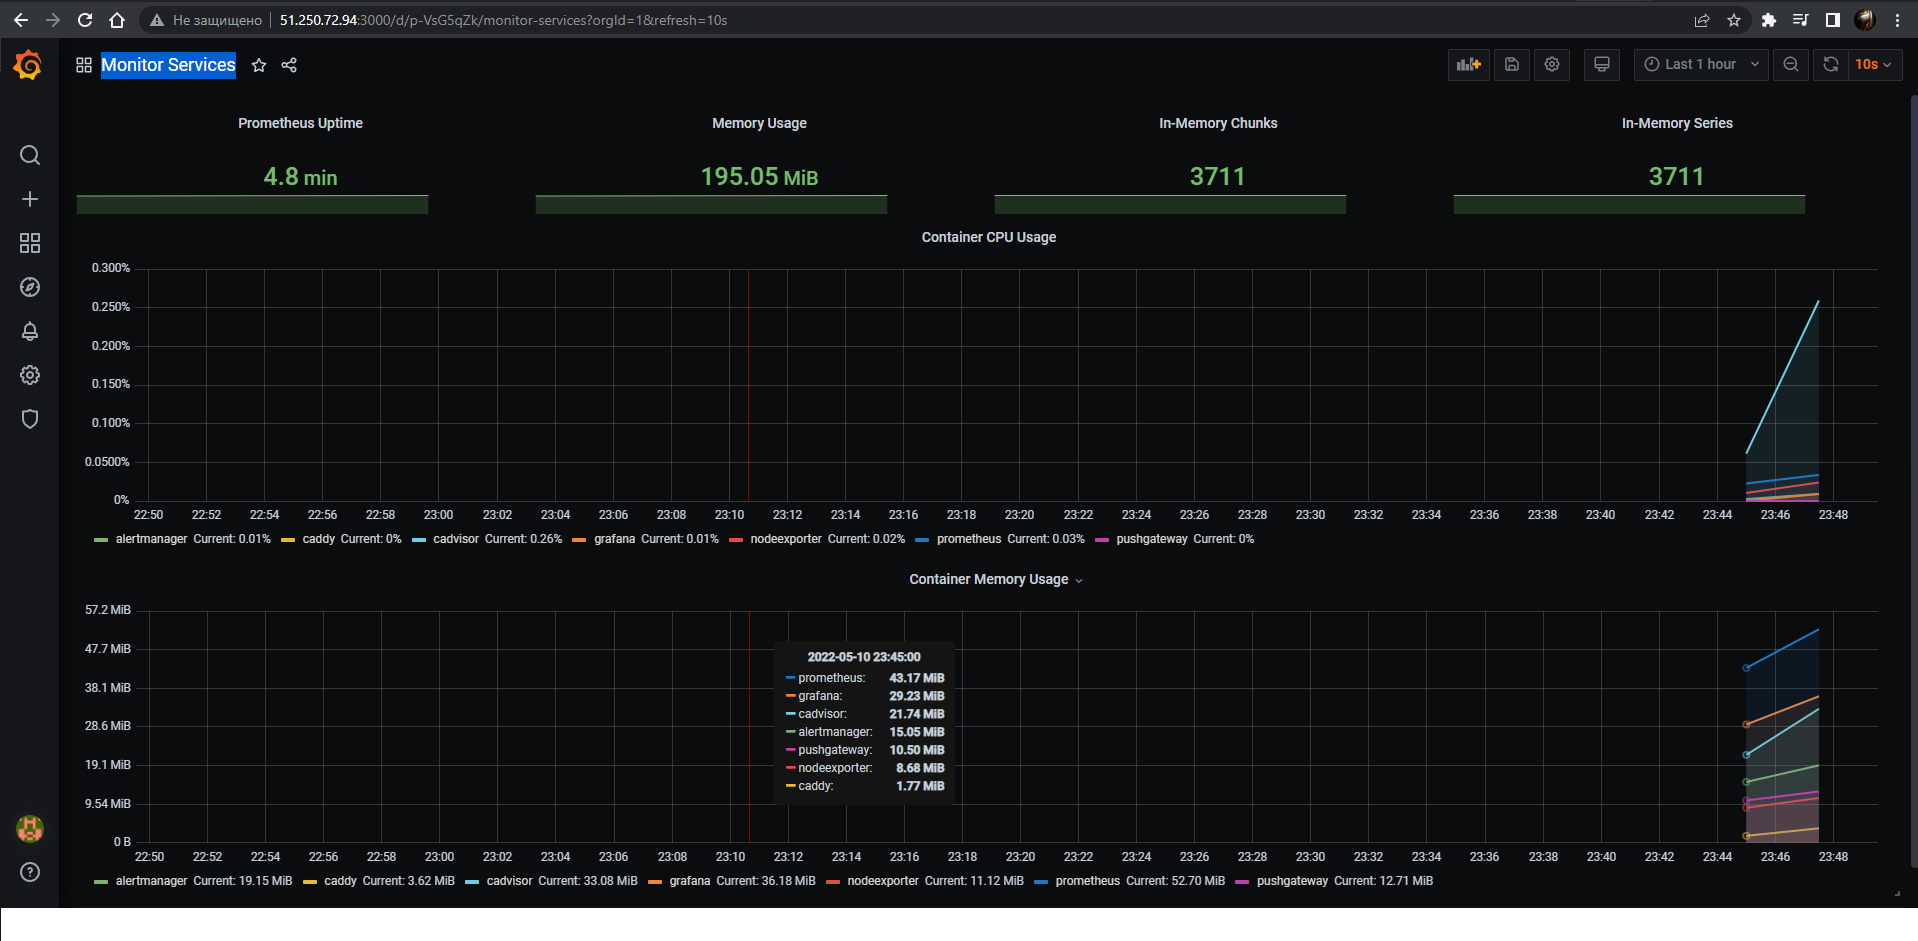 Не защищено 51.250.72.94:3000/d/p-VsG5qZk/monitor-services?orgId=1&refresh=10s
Monitor Services
Last 1 hour 10s
Prometheus Uptime Memory Usage In-Memory Chunks In-Memory Series
4.8 min 195.05 MiB 3711 3711
Container CPU Usage
0.300%
0.250%
0.200%
0.150%
0.100%
0.0500%
0%
22:50 22:52 22:54 22:56 22:58 23:00 23:02 23:04 23:06 23:08 23:10 23:12 23:14 23:16 23:18 23:20 23:22 23:24 23:26 23:28 23:30 23:32 23:34 23:36 23:38 23:40 23:42 23:44 23:46 23:48
alertmanager Current: 0.01% caddy Current: 0% cadvisor Current: 0.26% grafana Current: 0.01% nodeexporter Current: 0.02% prometheus Current: 0.03% pushgateway Current: 0%
Container Memory Usage
57.2 MiB
47.7 MiB
38.1 MiB
28.6 MiB
19.1 MiB
9.54 MiB
0 B
2022-05-10 23:45:00
prometheus: 43.17 MiB
grafana: 29.23 MiB
cadvisor: 21.74 MiB
alertmanager: 15.05 MiB
pushgateway: 10.50 MiB
nodeexporter: 8.68 MiB
caddy: 1.77 MiB
22:50 22:52 22:54 22:56 22:58 23:00 23:02 23:04 23:06 23:08 23:10 23:12 23:14 23:16 23:18 23:20 23:22 23:24 23:26 23:28 23:30 23:32 23:34 23:36 23:38 23:40 23:42 23:44 23:46 23:48
alertmanager Current: 19.15 MiB caddy Current: 3.62 MiB cadvisor Current: 33.08 MiB grafana Current: 36.18 MiB nodeexporter Current: 11.12 MiB prometheus Current: 52.70 MiB pushgateway Current: 12.71 MiB